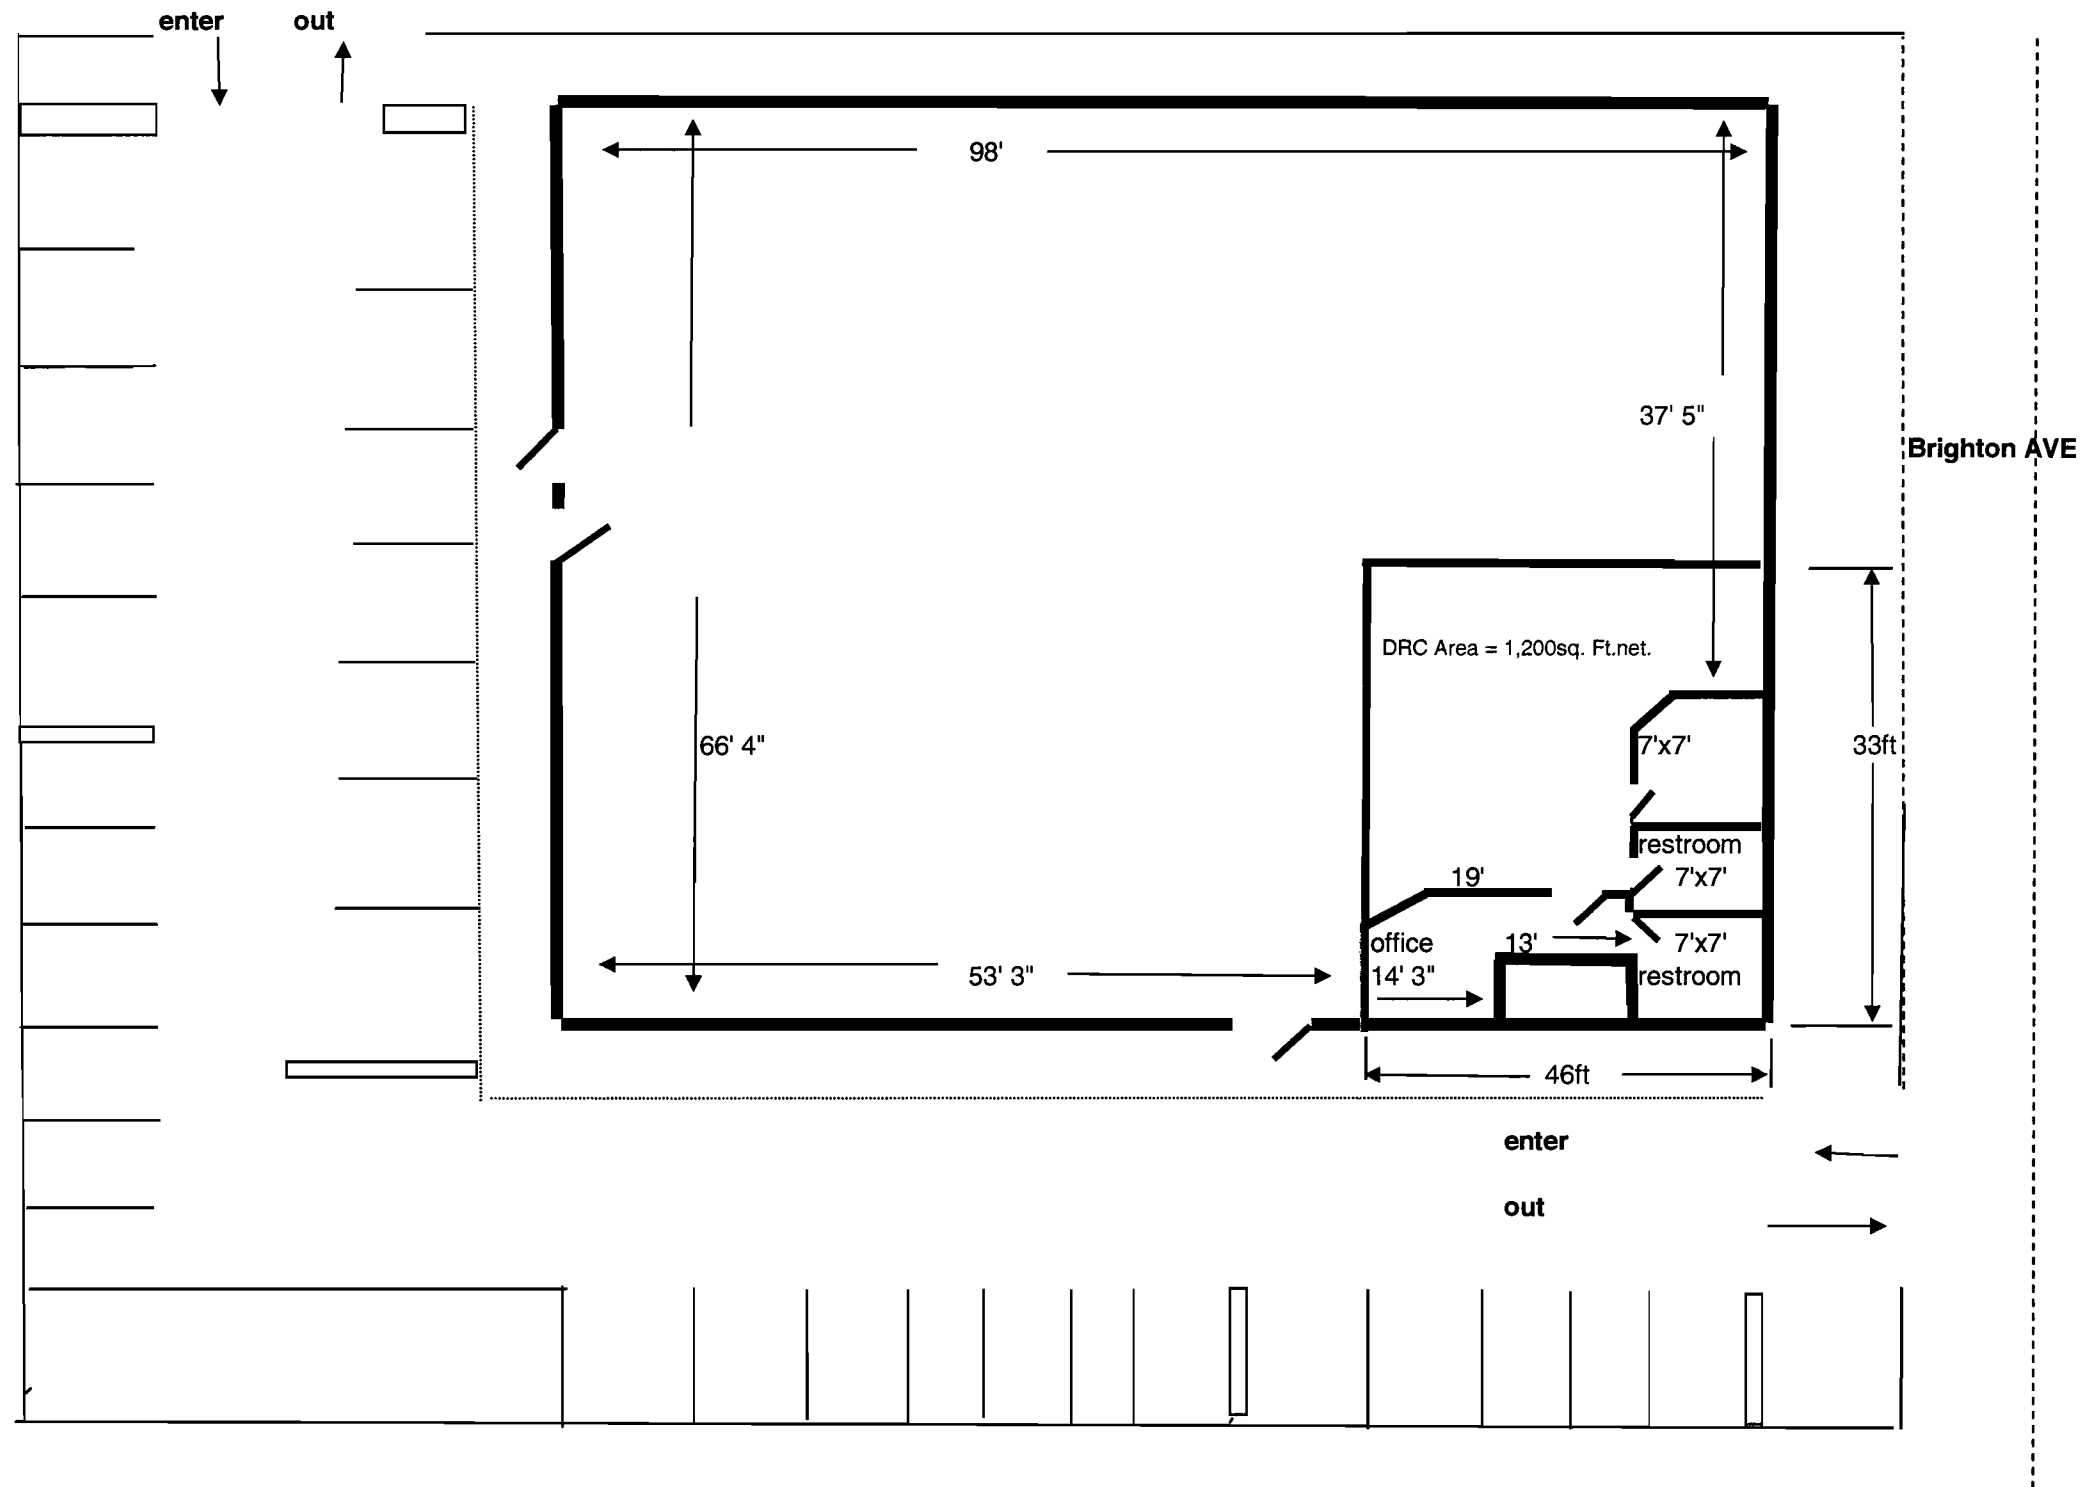 enter out
98'
37' 5"
Brighton AVE
DRC Area = 1,200sq. Ft.net.
66' 4"
7'x7'
33ft
restroom
7'x7'
19'
office
13'
7'x7'
14' 3"
restroom
53' 3"
46ft
enter
out